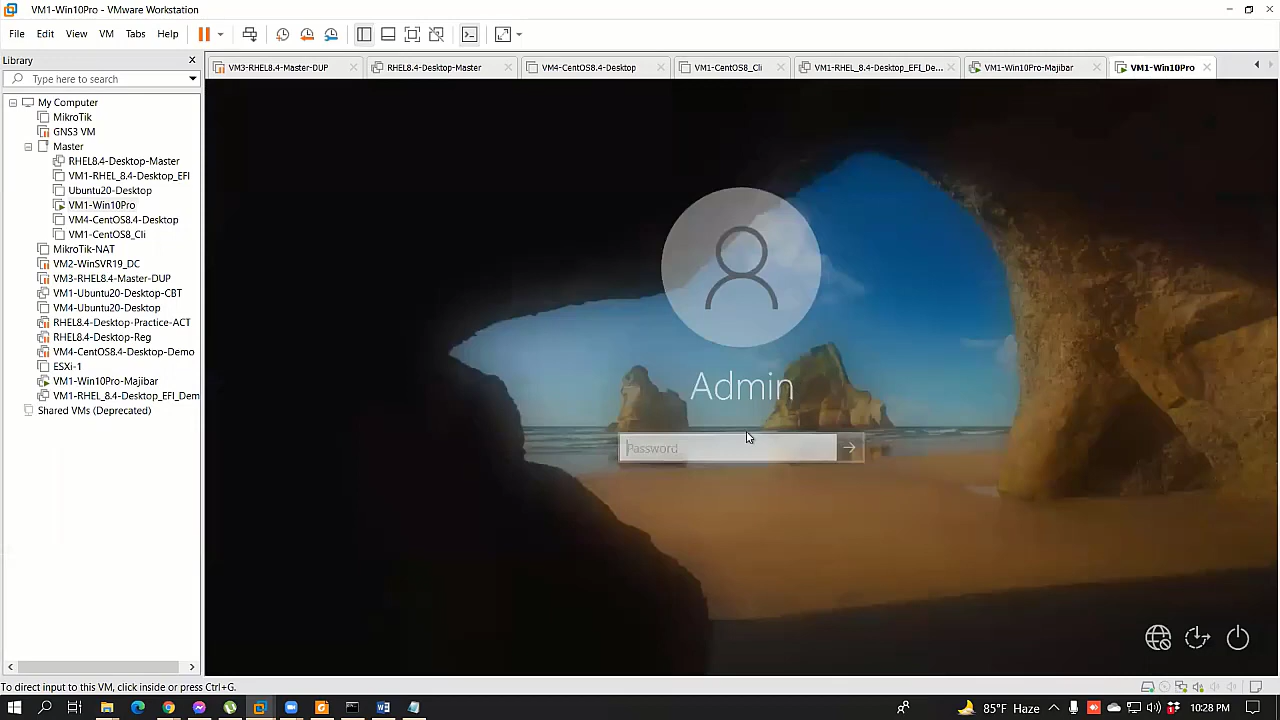 VM1-Win10Pro - VMware Workstation
File Edit View VM Tabs Help
Library
Type here to search
VM3-RHEL8.4-Master-DUP
RHEL8.4-Desktop-Master
VM4-CentOS8.4-Desktop
VM1-CentOS8_Cli
VM1-RHEL_8.4-Desktop_EFI_De...
VM1-Win10Pro-Majibar
VM1-Win10Pro
My Computer
MikroTik
GNS3 VM
Master
RHEL8.4-Desktop-Master
VM1-RHEL_8.4-Desktop_EFI
Ubuntu20-Desktop
VM1-Win10Pro
VM4-CentOS8.4-Desktop
VM1-CentOS8_Cli
MikroTik-NAT
VM2-WinSVR19_DC
VM3-RHEL8.4-Master-DUP
VM1-Ubuntu20-Desktop-CBT
VM4-Ubuntu20-Desktop
RHEL8.4-Desktop-Practice-ACT
RHEL8.4-Desktop-Reg
VM4-CentOS8.4-Desktop-Demo
ESXi-1
VM1-Win10Pro-Majibar
VM1-RHEL_8.4-Desktop_EFI_Dem
Shared VMs (Deprecated)
Admin
Password
To direct input to this VM, click inside or press Ctrl+G.
85°F Haze
10:28 PM